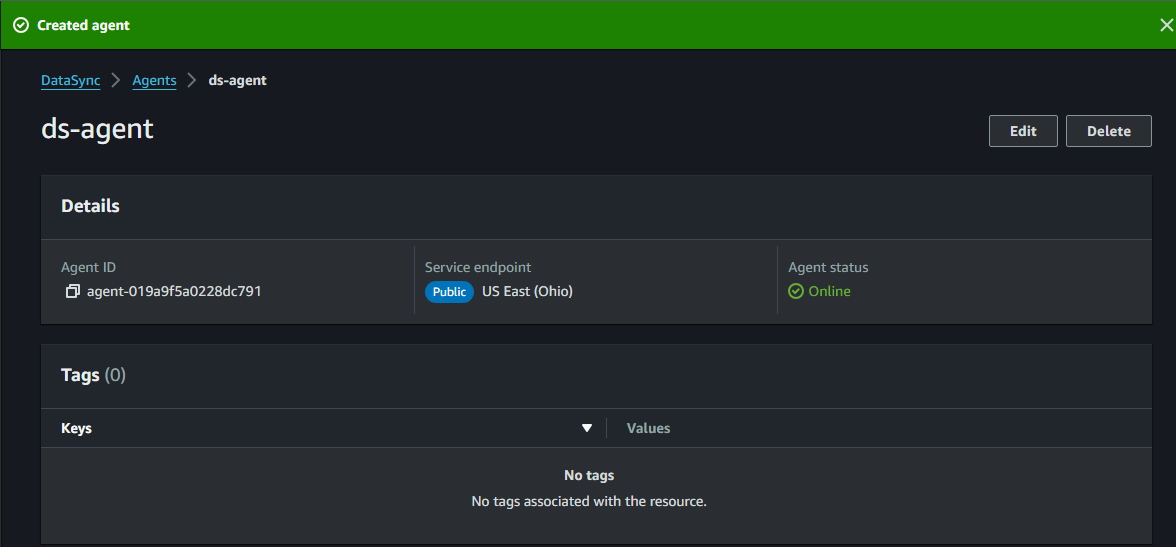 Created agent
DataSync > Agents > ds-agent
ds-agent
Edit Delete
Details
Agent ID Service endpoint Agent status
agent-019a9f5a0228dc791 Public US East (Ohio) Online
Tags (0)
Keys Values
No tags
No tags associated with the resource.